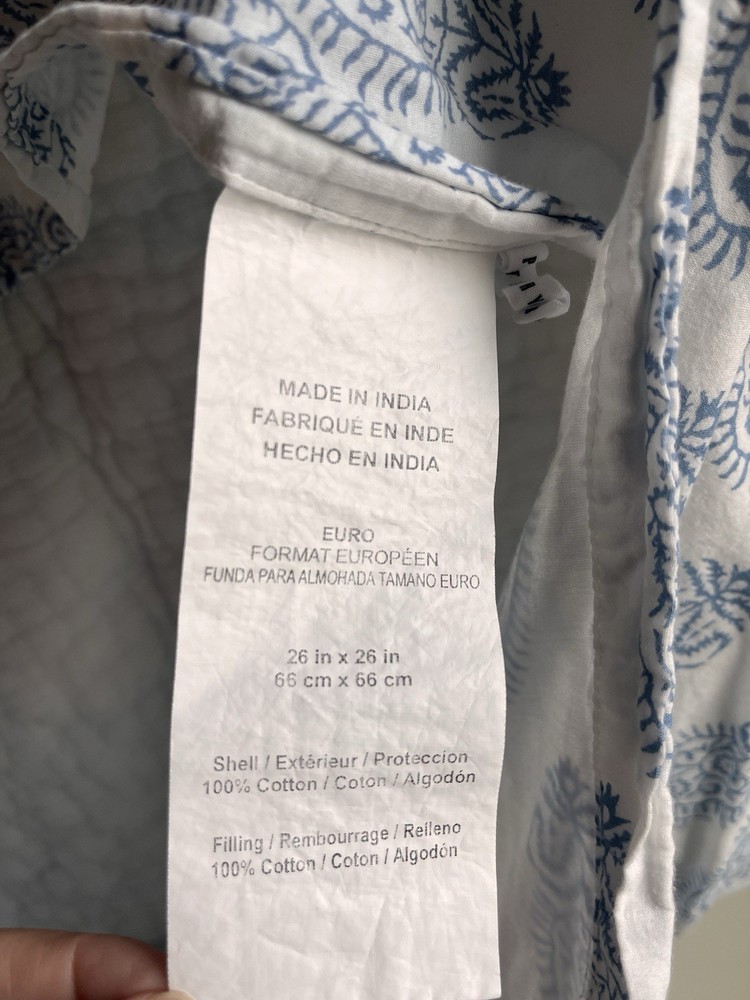 MADE IN INDIA
FABRIQUÉ EN INDE
HECHO EN INDIA
EURO
FORMAT EUROPÉEN
FUNDA PARA ALMOHADA TAMANO EURO
26 in x 26 in
66 cm x 66 cm
Shell / Extérieur / Proteccion
100% Cotton / Coton / Algodón
Filling / Rembourrage / Relleno
100% Cotton / Coton / Algodón